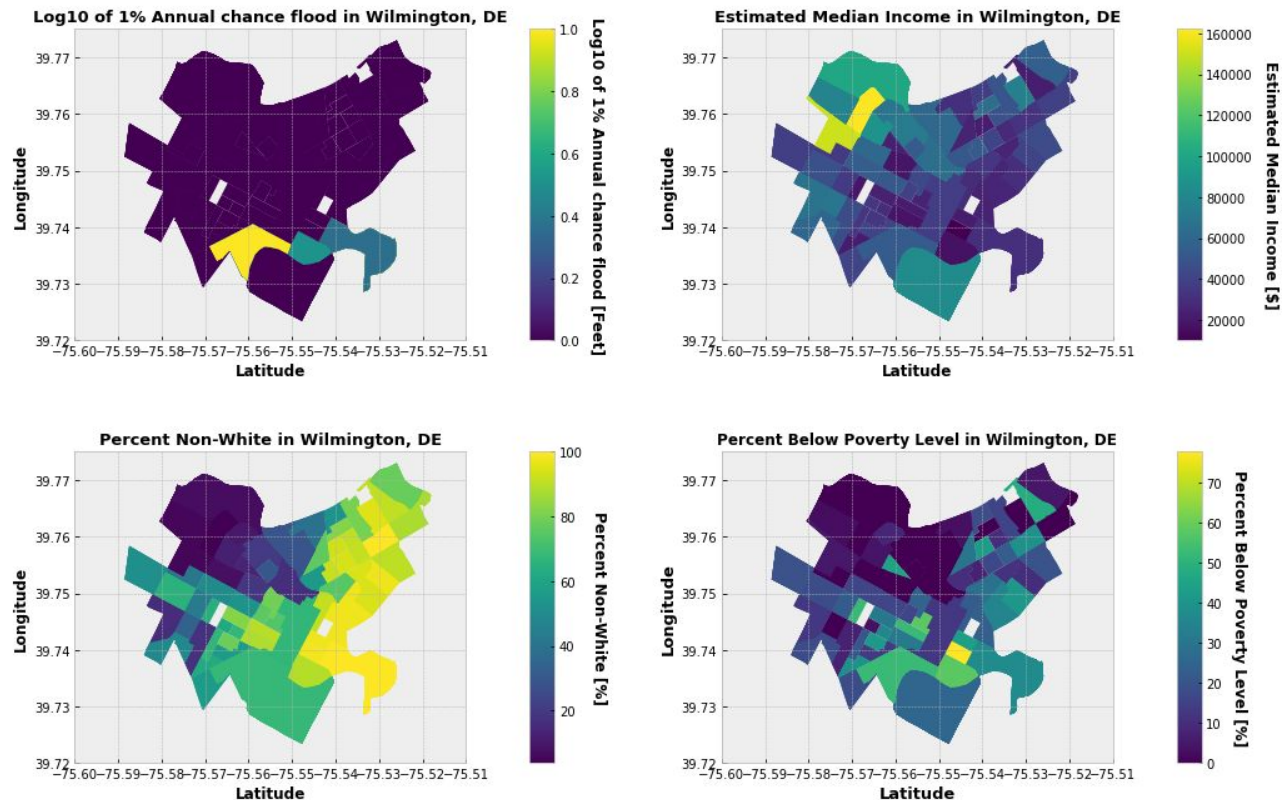 Log10 of 1% Annual chance flood in Wilmington, DE
Longitude
39.77
39.76
39.75
39.74
39.73
39.72
−75.60 −75.59 −75.58 −75.57 −75.56 −75.55 −75.54 −75.53 −75.52 −75.51
Latitude
1.0
0.8
0.6
0.4
0.2
0.0
Log10 of 1% Annual chance flood [Feet]
Estimated Median Income in Wilmington, DE
Longitude
39.77
39.76
39.75
39.74
39.73
39.72
−75.60 −75.59 −75.58 −75.57 −75.56 −75.55 −75.54 −75.53 −75.52 −75.51
Latitude
160000
140000
120000
100000
80000
60000
40000
20000
Estimated Median Income [$]
Percent Non-White in Wilmington, DE
Longitude
39.77
39.76
39.75
39.74
39.73
39.72
−75.60 −75.59 −75.58 −75.57 −75.56 −75.55 −75.54 −75.53 −75.52 −75.51
Latitude
100
80
60
40
20
Percent Non-White [%]
Percent Below Poverty Level in Wilmington, DE
Longitude
39.77
39.76
39.75
39.74
39.73
39.72
−75.60 −75.59 −75.58 −75.57 −75.56 −75.55 −75.54 −75.53 −75.52 −75.51
Latitude
70
60
50
40
30
20
10
0
Percent Below Poverty Level [%]